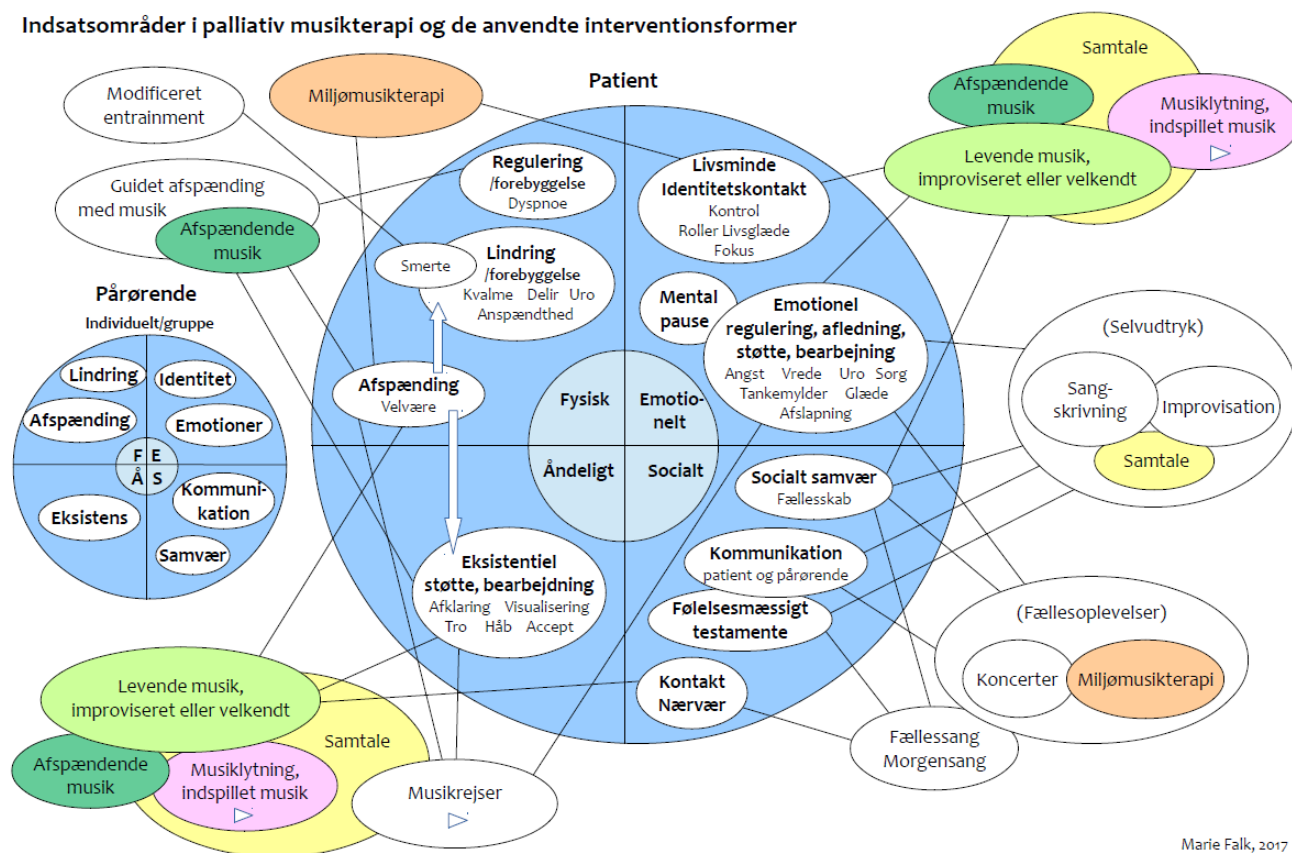 Indsatsområder i palliativ musikterapi og de anvendte interventionsformer
Modificeret
entrainment
Miljømusikterapi
Patient
Samtale
Afspændende
musik
Musiklytning,
indspillet musik
Levende musik,
improviseret eller velkendt
Guidet afspænding
med musik
Afspændende
musik
Regulering
/forebyggelse
Dyspnoe
Livsminde
Identitetskontakt
Kontrol
Roller Livsglæde
Fokus
Smerte
Lindring
/forebyggelse
Kvalme Delir Uro
Anspændthed
Mental
pause
Emotionel
regulering, afledning,
støtte, bearbejning
Angst Vrede Uro Sorg
Tankemylder Glæde
Afslapning
Pårørende
Individuelt/gruppe
Lindring
Identitet
Afspænding
Emotioner
F E
Å S
Eksistens
Kommuni-
kation
Samvær
Afspænding
Velvære
Fysisk
Emotio-
nelt
Åndeligt
Socialt
(Selvudtryk)
Sang-
skrivning
Improvisation
Samtale
Socialt samvær
Fællesskab
Kommunikation
patient og pårørende
Følelsesmæssigt
testamente
Kontakt
Nærvær
Eksistentiel
støtte, bearbejdning
Afklaring Visualisering
Tro Håb Accept
(Fællesoplevelser)
Koncerter
Miljømusikterapi
Fællessang
Morgensang
Levende musik,
improviseret eller velkendt
Samtale
Afspændende
musik
Musiklytning,
indspillet musik
Musikrejser
Marie Falk, 2017